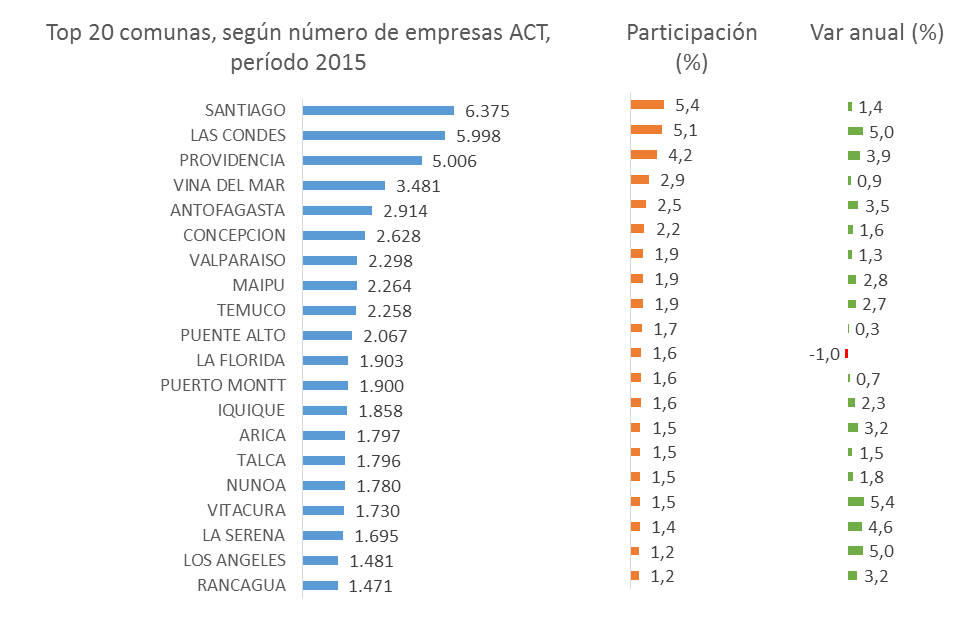 Top 20 comunas, según número de empresas ACT, Participación Var anual (%)
período 2015 (%)
SANTIAGO 6.375 5,4 1,4
LAS CONDES 5.998 5,1 5,0
PROVIDENCIA 5.006 4,2 3,9
VINA DEL MAR 3.481 2,9 0,9
ANTOFAGASTA 2.914 2,5 3,5
CONCEPCION 2.628 2,2 1,6
VALPARAISO 2.298 1,9 1,3
MAIPU 2.264 1,9 2,8
TEMUCO 2.258 1,9 2,7
PUENTE ALTO 2.067 1,7 0,3
LA FLORIDA 1.903 1,6 -1,0
PUERTO MONTT 1.900 1,6 0,7
IQUIQUE 1.858 1,6 2,3
ARICA 1.797 1,5 3,2
TALCA 1.796 1,5 1,5
NUNOA 1.780 1,5 1,8
VITACURA 1.730 1,5 5,4
LA SERENA 1.695 1,4 4,6
LOS ANGELES 1.481 1,2 5,0
RANCAGUA 1.471 1,2 3,2